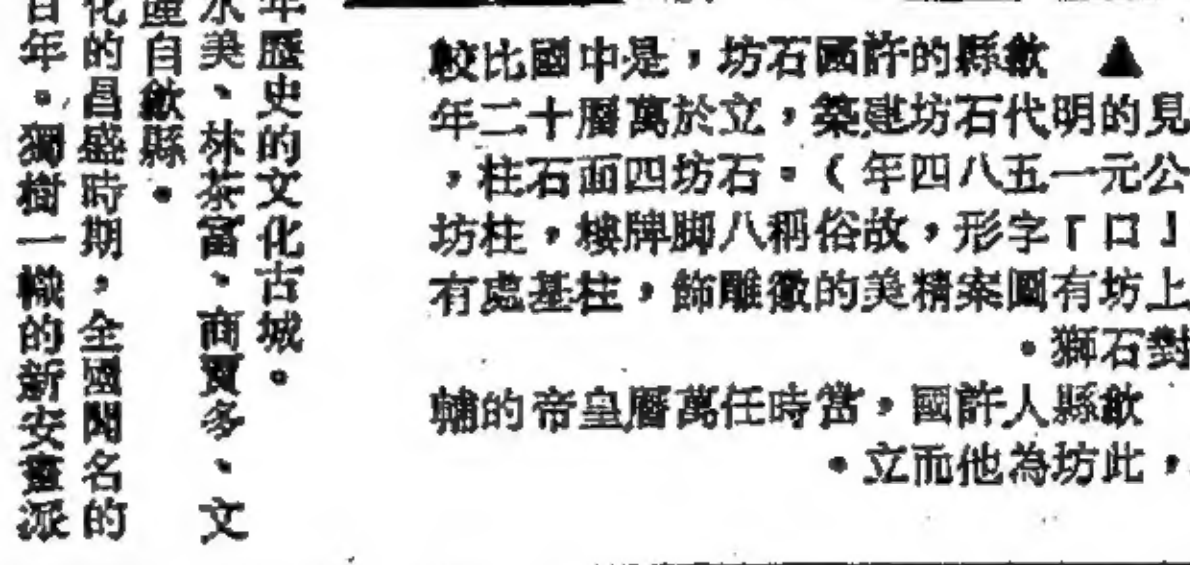 ▲歙縣的許國石坊，是中國比較
見的明代石坊建築，立於萬曆十二年
公元一五八四年）。石坊四面石柱，
「口」字形，故俗稱八脚牌樓，柱坊
上坊有圖案精美的徽雕飾，柱基處有
對石獅。
歙縣人許國，當時任萬曆皇帝的輔
，此坊為他而立。
年歷史的文化古城。
水美、林茶富、商賈多、文
產自歙縣。
化的昌盛時期，全國聞名的
百年。獨樹一幟的新安畫派